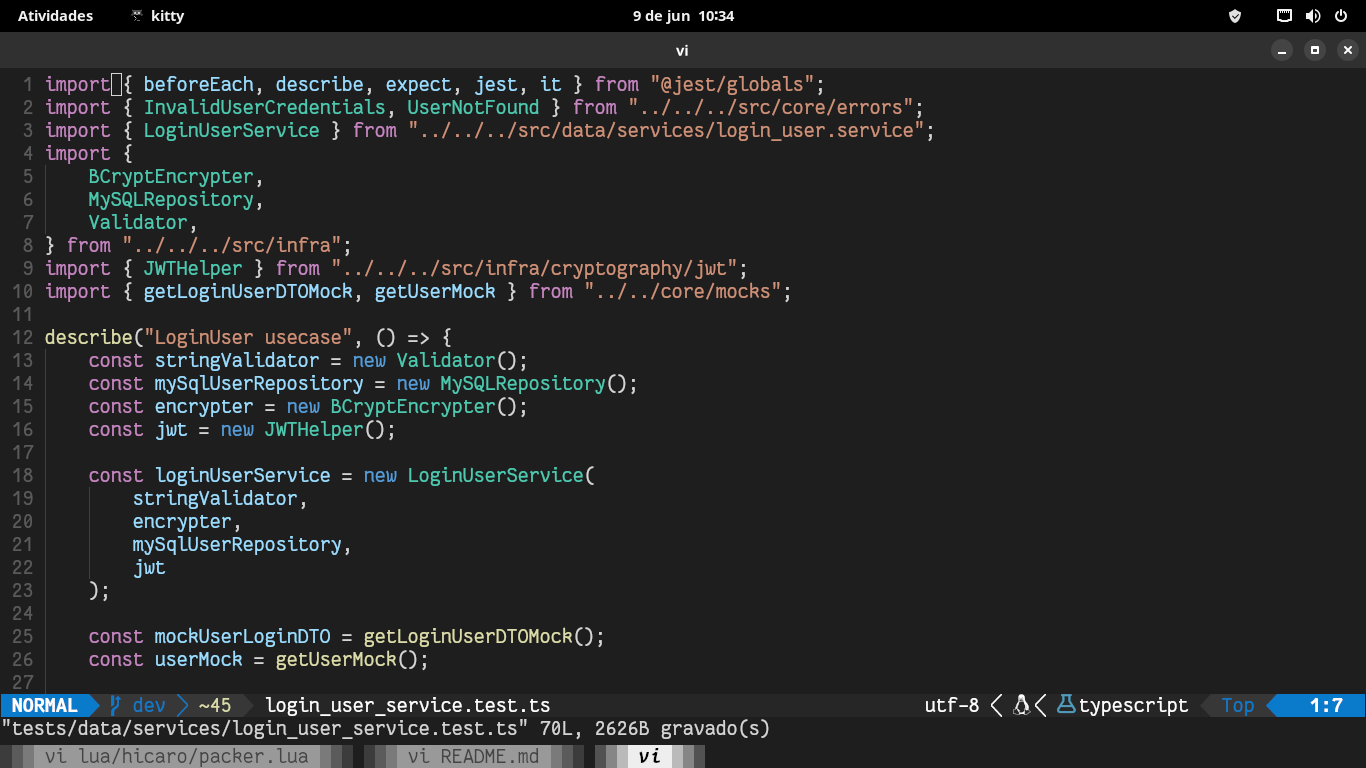 Atividades kitty 9 de jun 10:34
vi
1 import { beforeEach, describe, expect, jest, it } from "@jest/globals";
2 import { InvalidUserCredentials, UserNotFound } from "../../../src/core/errors";
3 import { LoginUserService } from "../../../src/data/services/login_user.service";
4 import {
5     BCryptEncrypter,
6     MySQLRepository,
7     Validator,
8 } from "../../../src/infra";
9 import { JWTHelper } from "../../../src/infra/cryptography/jwt";
10 import { getLoginUserDTOMock, getUserMock } from "../../core/mocks";
11
12 describe("LoginUser usecase", () => {
13     const stringValidator = new Validator();
14     const mySqlUserRepository = new MySQLRepository();
15     const encrypter = new BCryptEncrypter();
16     const jwt = new JWTHelper();
17
18     const loginUserService = new LoginUserService(
19         stringValidator,
20         encrypter,
21         mySqlUserRepository,
22         jwt
23     );
24
25     const mockUserLoginDTO = getLoginUserDTOMock();
26     const userMock = getUserMock();
27
NORMAL dev ~45 login_user_service.test.ts utf-8 typescript Top 1:7
"tests/data/services/login_user_service.test.ts" 70L, 2626B gravado(s)
vi lua/hicaro/packer.lua vi README.md vi